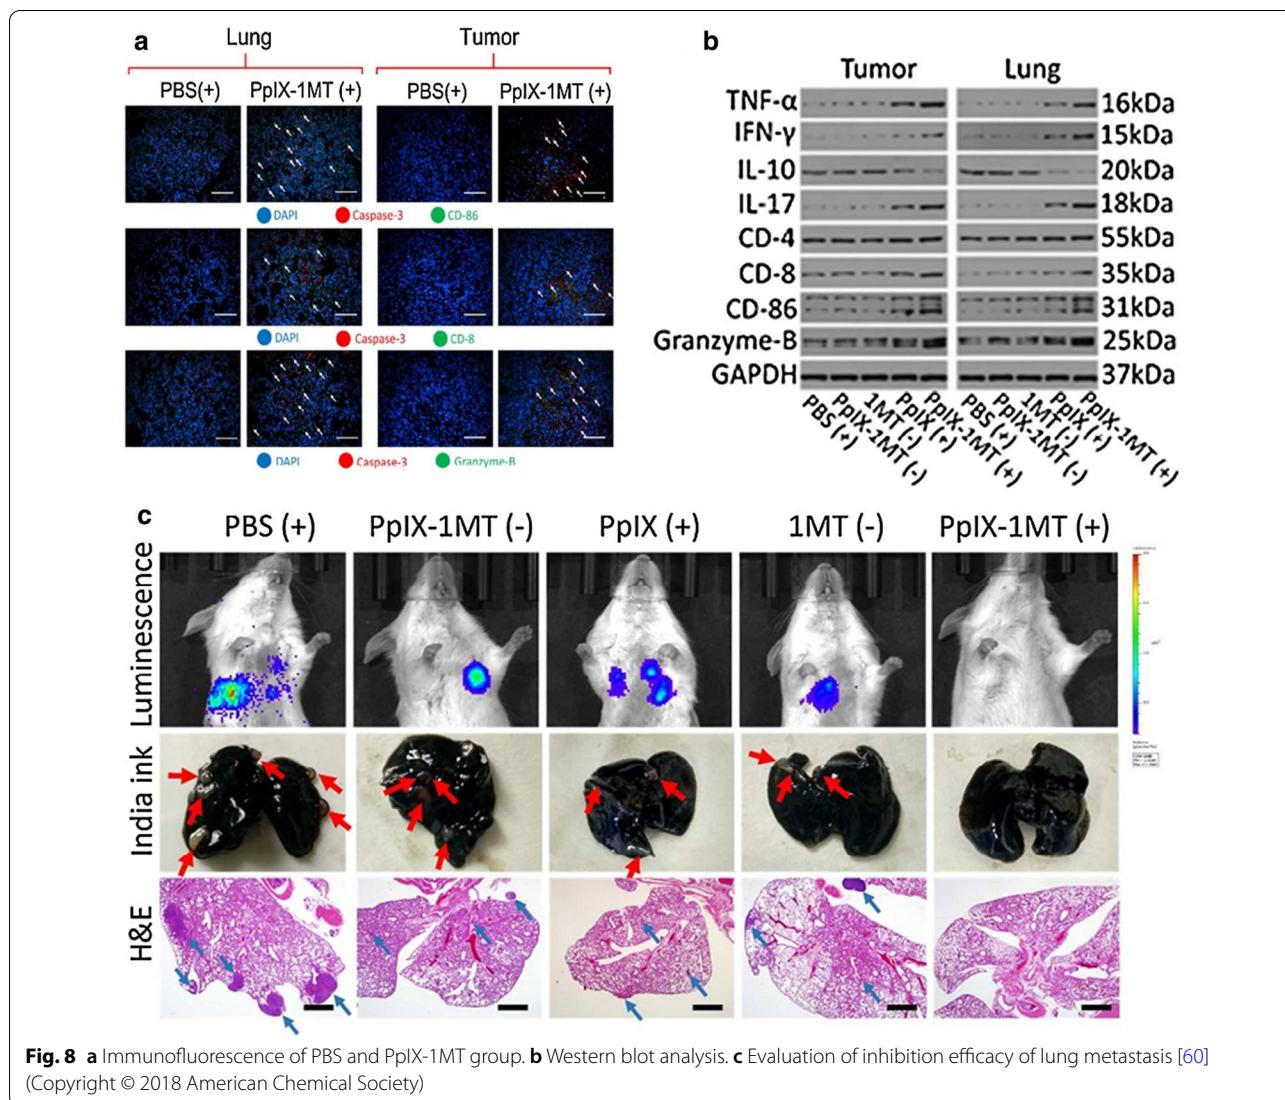 a
Lung
Tumor
PBS(+)
PpIX-1MT (+)
PBS(+)
PpIX-1MT (+)
DAPI
Caspase-3
CD-86
DAPI
Caspase-3
CD-8
DAPI
Caspase-3
Granzyme-B
b
Tumor
Lung
TNF-α
16kDa
IFN-γ
15kDa
IL-10
20kDa
IL-17
18kDa
CD-4
55kDa
CD-8
35kDa
CD-86
31kDa
Granzyme-B
25kDa
GAPDH
37kDa
PBS (+)
PpIX-1MT (-)
1MT (-)
PpIX (+)
PpIX-1MT (+)
PBS (+)
PpIX-1MT (-)
1MT (-)
PpIX (+)
PpIX-1MT (+)
c
PBS (+)
PpIX-1MT (-)
PpIX (+)
1MT (-)
PpIX-1MT (+)
Luminescence
India ink
H&E
Fig. 8 a Immunofluorescence of PBS and PpIX-1MT group. b Western blot analysis. c Evaluation of inhibition efficacy of lung metastasis [60]
(Copyright © 2018 American Chemical Society)